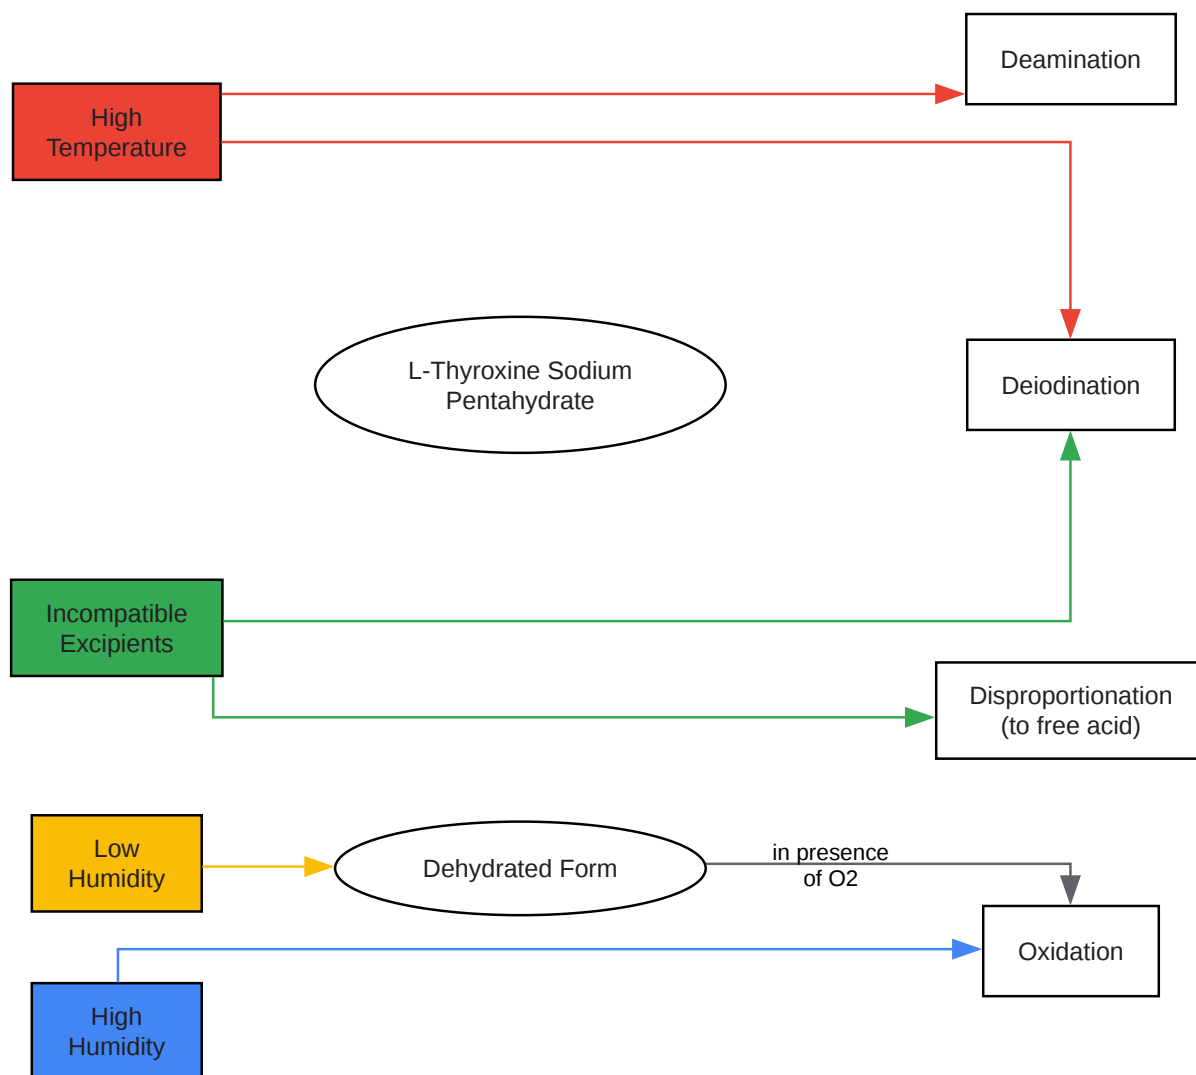 Deamination
High
Temperature
L-Thyroxine Sodium
Pentahydrate
Deiodination
Incompatible
Excipients
Disproportionation
(to free acid)
Low
Humidity
Dehydrated Form
in presence
of O2
Oxidation
High
Humidity